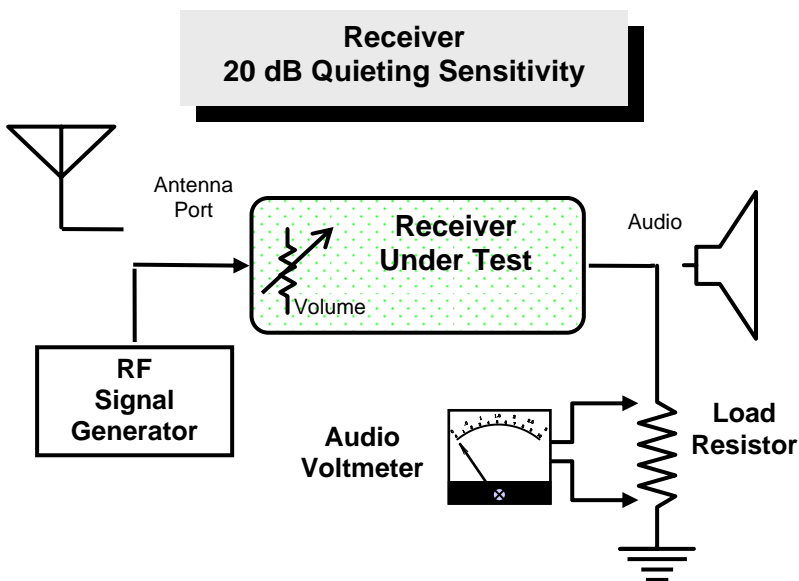 Receiver
20 dB Quieting Sensitivity
Antenna
Port
Receiver
Under Test
Audio
Volume
RF
Signal
Generator
Audio
Voltmeter
Load
Resistor